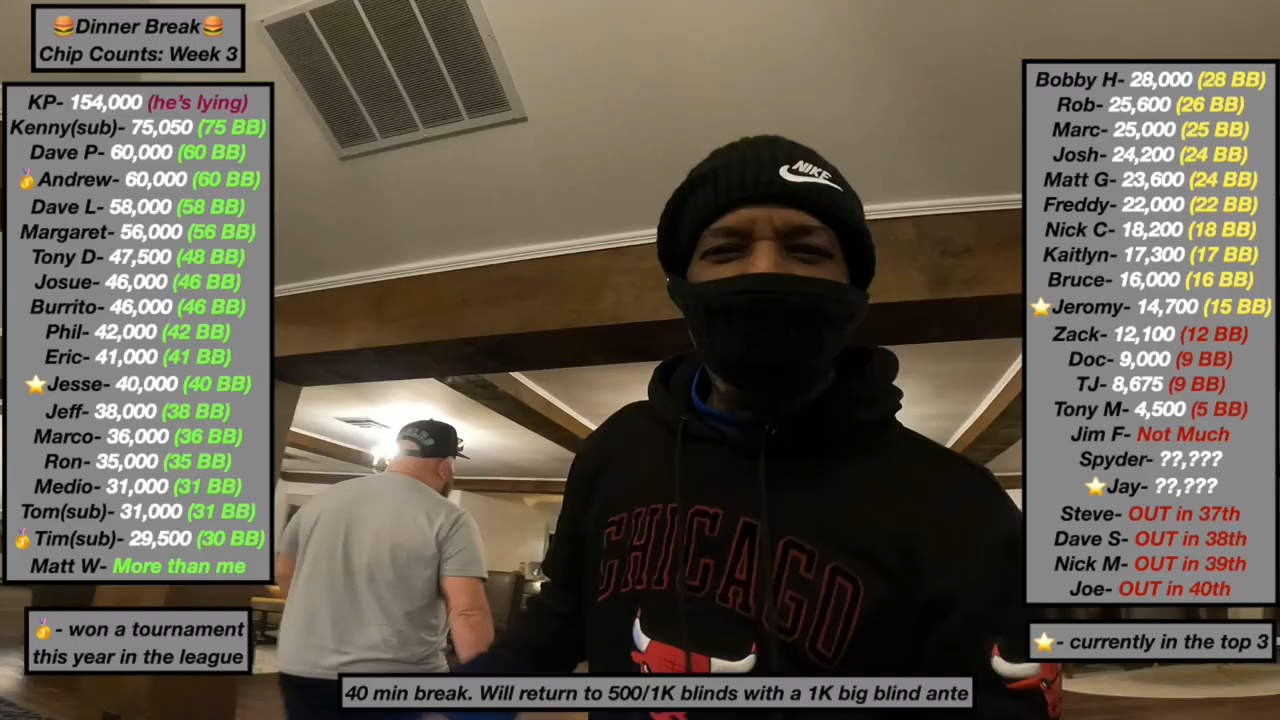 🍔Dinner Break🍔
Chip Counts: Week 3
KP- 154,000 (he's lying)
Kenny(sub)- 75,050 (75 BB)
Dave P- 60,000 (60 BB)
🥇Andrew- 60,000 (60 BB)
Dave L- 58,000 (58 BB)
Margaret- 56,000 (56 BB)
Tony D- 47,500 (48 BB)
Josue- 46,000 (46 BB)
Burrito- 46,000 (46 BB)
Phil- 42,000 (42 BB)
Eric- 41,000 (41 BB)
⭐Jesse- 40,000 (40 BB)
Jeff- 38,000 (38 BB)
Marco- 36,000 (36 BB)
Ron- 35,000 (35 BB)
Medio- 31,000 (31 BB)
Tom(sub)- 31,000 (31 BB)
🥇Tim(sub)- 29,500 (30 BB)
Matt W- More than me
🥇- won a tournament
this year in the league
NIKE
CHICAGO
Bobby H- 28,000 (28 BB)
Rob- 25,600 (26 BB)
Marc- 25,000 (25 BB)
Josh- 24,200 (24 BB)
Matt G- 23,600 (24 BB)
Freddy- 22,000 (22 BB)
Nick C- 18,200 (18 BB)
Kaitlyn- 17,300 (17 BB)
Bruce- 16,000 (16 BB)
⭐Jeromy- 14,700 (15 BB)
Zack- 12,100 (12 BB)
Doc- 9,000 (9 BB)
TJ- 8,675 (9 BB)
Tony M- 4,500 (5 BB)
Jim F- Not Much
Spyder- ??,???
⭐Jay- ??,???
Steve- OUT in 37th
Dave S- OUT in 38th
Nick M- OUT in 39th
Joe- OUT in 40th
⭐- currently in the top 3
40 min break. Will return to 500/1K blinds with a 1K big blind ante